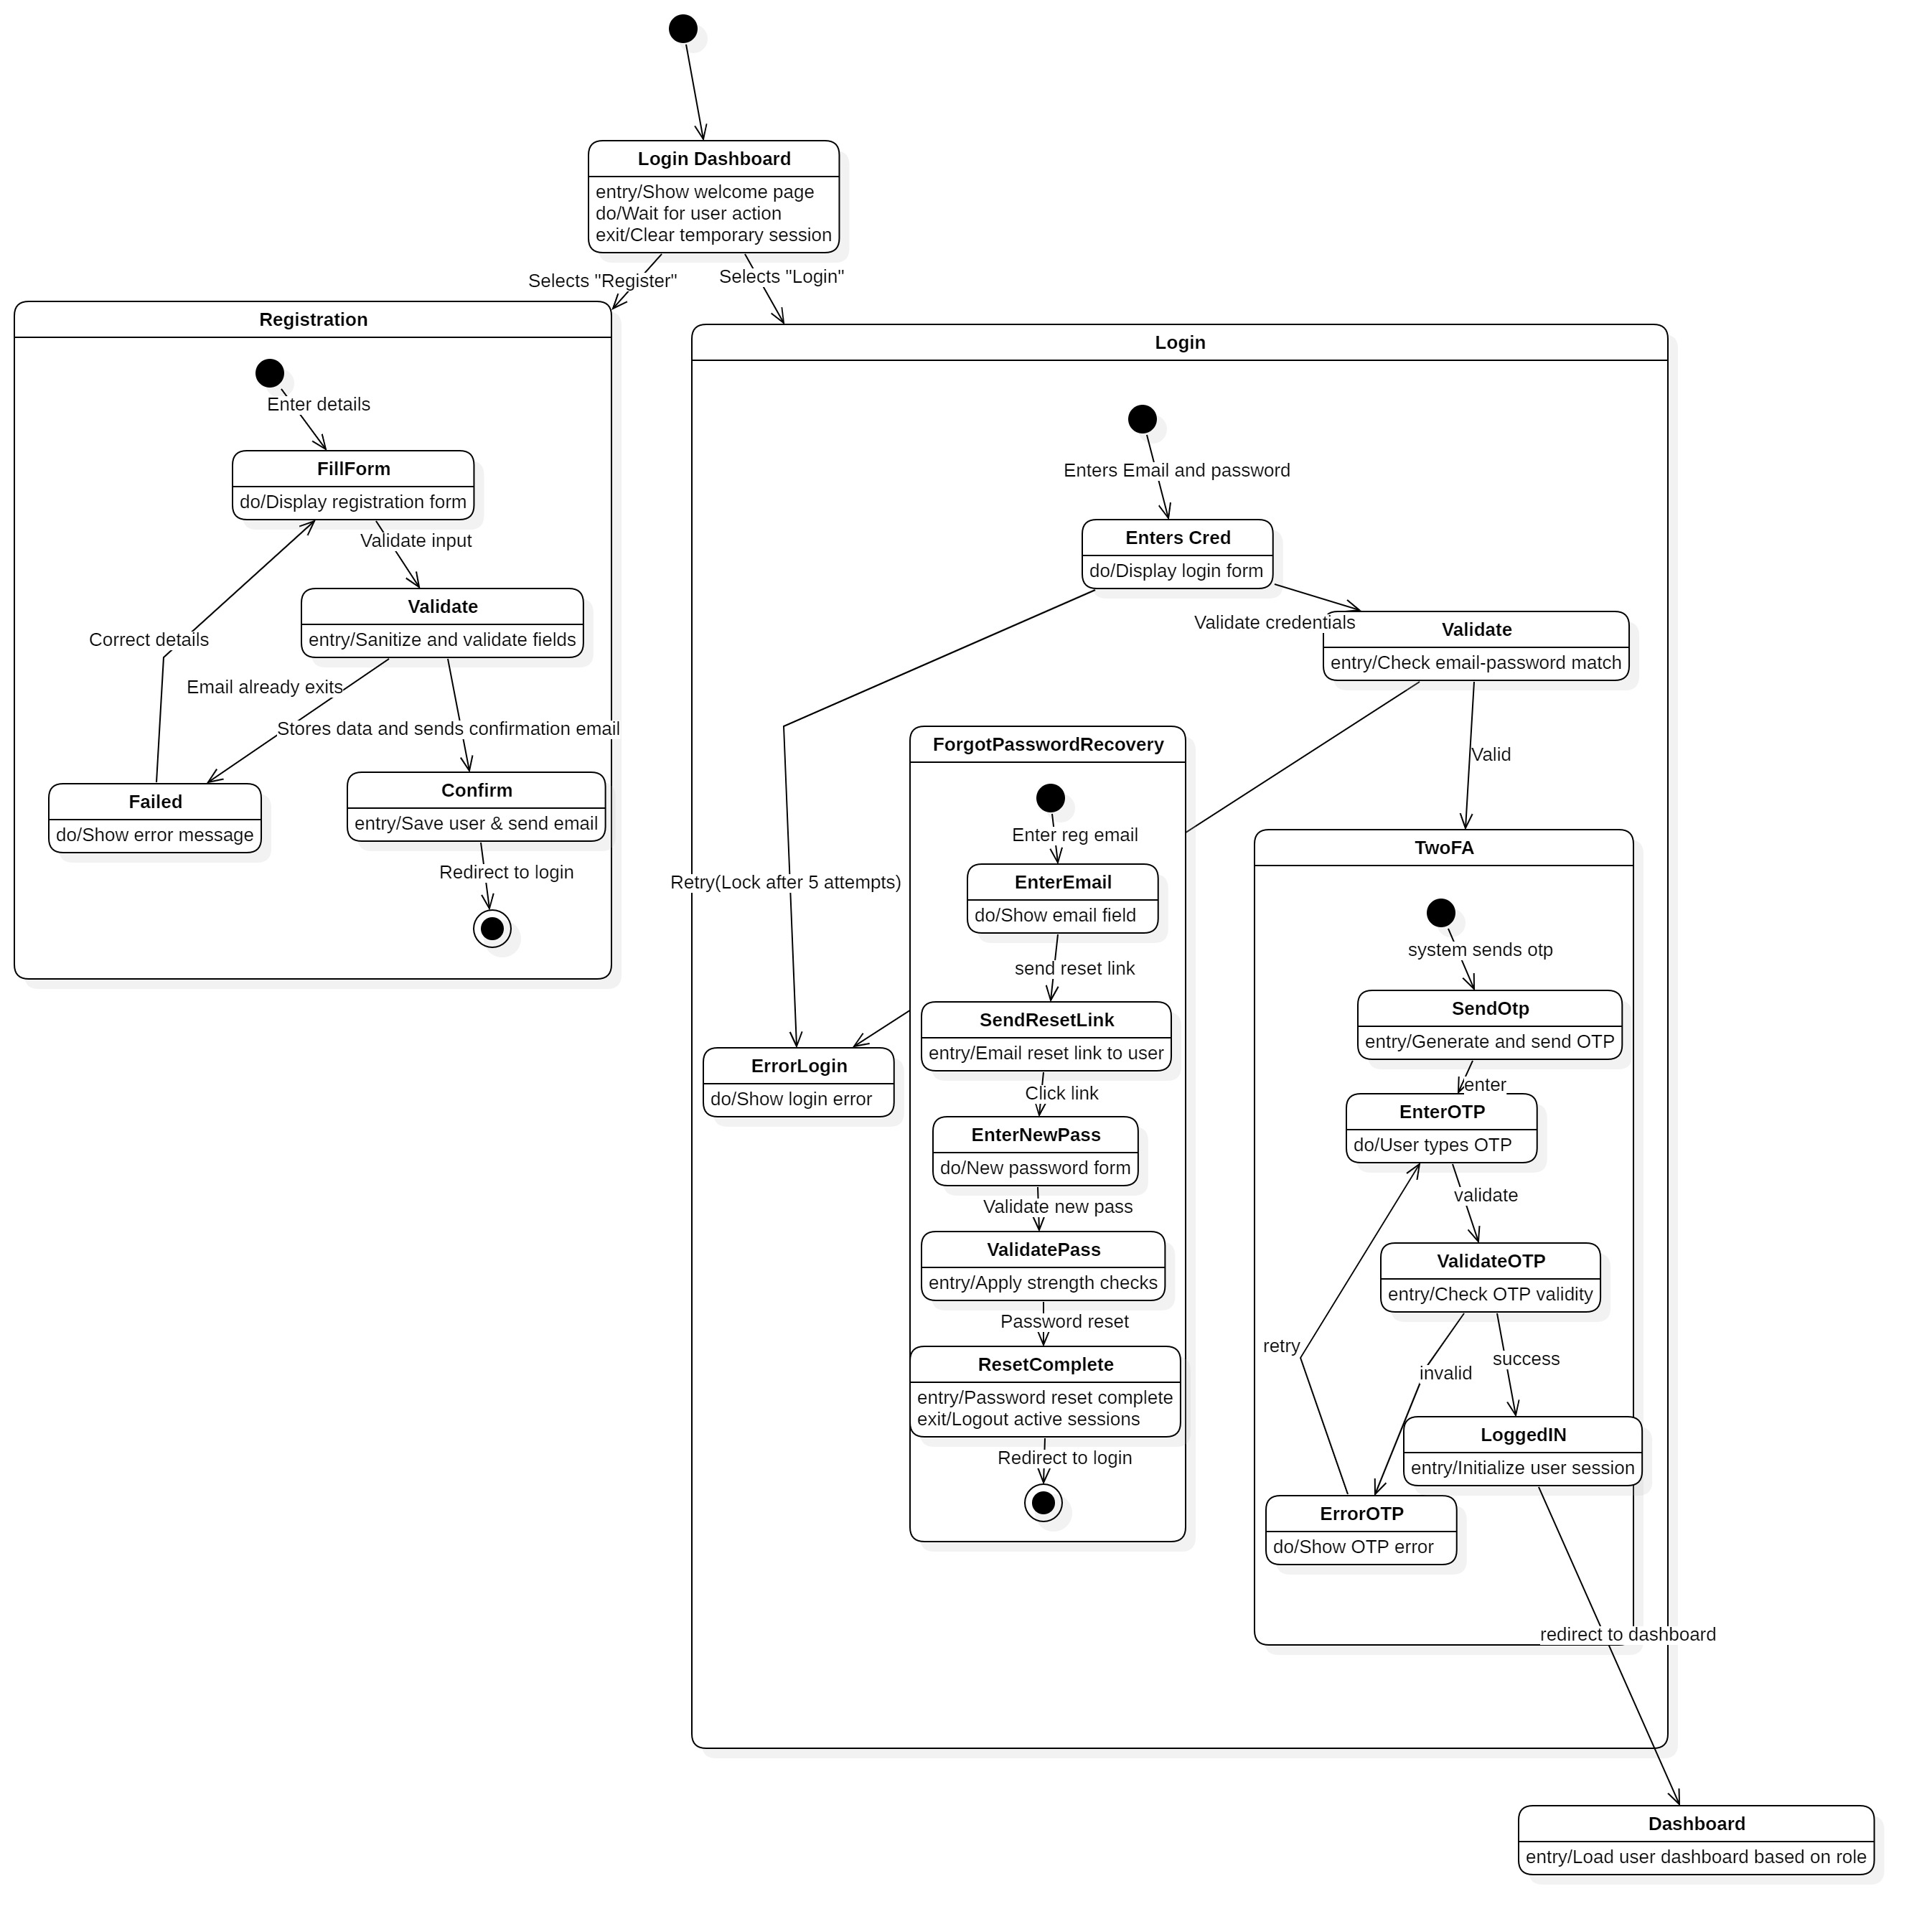 Login Dashboard
entry/Show welcome page
do/Wait for user action
exit/Clear temporary session
Selects "Register"
Selects "Login"
Registration
Enter details
FillForm
do/Display registration form
Validate input
Validate
entry/Sanitize and validate fields
Correct details
Email already exits
Stores data and sends confirmation email
Failed
do/Show error message
Confirm
entry/Save user & send email
Redirect to login
Login
Enters Email and password
Enters Cred
do/Display login form
Validate credentials
Validate
entry/Check email-password match
Valid
Retry(Lock after 5 attempts)
ErrorLogin
do/Show login error
ForgotPasswordRecovery
Enter reg email
EnterEmail
do/Show email field
send reset link
SendResetLink
entry/Email reset link to user
Click link
EnterNewPass
do/New password form
Validate new pass
ValidatePass
entry/Apply strength checks
Password reset
ResetComplete
entry/Password reset complete
exit/Logout active sessions
Redirect to login
TwoFA
system sends otp
SendOtp
entry/Generate and send OTP
enter
EnterOTP
do/User types OTP
validate
ValidateOTP
entry/Check OTP validity
retry
invalid
success
LoggedIN
entry/Initialize user session
ErrorOTP
do/Show OTP error
redirect to dashboard
Dashboard
entry/Load user dashboard based on role